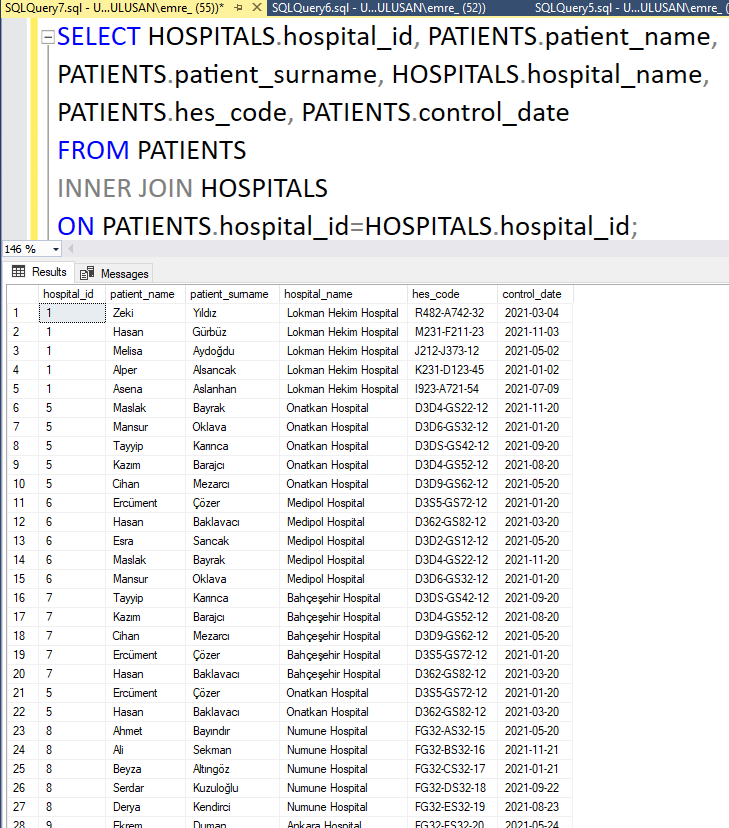 SQLQuery7.sql - U...ULUSAN\emre_ (55))* SQLQuery6.sql - U...ULUSAN\emre_ (52)) SQLQuery5.sql - U...ULUSAN\emre_ (
SELECT HOSPITALS.hospital_id, PATIENTS.patient_name,
PATIENTS.patient_surname, HOSPITALS.hospital_name,
PATIENTS.hes_code, PATIENTS.control_date
FROM PATIENTS
INNER JOIN HOSPITALS
ON PATIENTS.hospital_id=HOSPITALS.hospital_id;
146 %
Results Messages
hospital_id patient_name patient_surname hospital_name hes_code control_date
1 1 Zeki Yıldız Lokman Hekim Hospital R482-A742-32 2021-03-04
2 1 Hasan Gürbüz Lokman Hekim Hospital M231-F211-23 2021-11-03
3 1 Melisa Aydoğdu Lokman Hekim Hospital J212-J373-12 2021-05-02
4 1 Alper Alsancak Lokman Hekim Hospital K231-D123-45 2021-01-02
5 1 Asena Aslanhan Lokman Hekim Hospital I923-A721-54 2021-07-09
6 5 Maslak Bayrak Onatkan Hospital D3D4-GS22-12 2021-11-20
7 5 Mansur Oklava Onatkan Hospital D3D6-GS32-12 2021-01-20
8 5 Tayyip Karınca Onatkan Hospital D3DS-GS42-12 2021-09-20
9 5 Kazım Barajcı Onatkan Hospital D3D4-GS52-12 2021-08-20
10 5 Cihan Mezarcı Onatkan Hospital D3D9-GS62-12 2021-05-20
11 6 Ercüment Çözer Medipol Hospital D3S5-GS72-12 2021-01-20
12 6 Hasan Baklavacı Medipol Hospital D362-GS82-12 2021-03-20
13 6 Esra Sancak Medipol Hospital D3D2-GS12-12 2021-05-20
14 6 Maslak Bayrak Medipol Hospital D3D4-GS22-12 2021-11-20
15 6 Mansur Oklava Medipol Hospital D3D6-GS32-12 2021-01-20
16 7 Tayyip Karınca Bahçeşehir Hospital D3DS-GS42-12 2021-09-20
17 7 Kazım Barajcı Bahçeşehir Hospital D3D4-GS52-12 2021-08-20
18 7 Cihan Mezarcı Bahçeşehir Hospital D3D9-GS62-12 2021-05-20
19 7 Ercüment Çözer Bahçeşehir Hospital D3S5-GS72-12 2021-01-20
20 7 Hasan Baklavacı Bahçeşehir Hospital D362-GS82-12 2021-03-20
21 5 Ercüment Çözer Onatkan Hospital D3S5-GS72-12 2021-01-20
22 5 Hasan Baklavacı Onatkan Hospital D362-GS82-12 2021-03-20
23 8 Ahmet Bayındır Numune Hospital FG32-AS32-15 2021-05-20
24 8 Ali Sekman Numune Hospital FG32-BS32-16 2021-11-21
25 8 Beyza Altıngöz Numune Hospital FG32-CS32-17 2021-01-21
26 8 Serdar Kuzuloğlu Numune Hospital FG32-DS32-18 2021-09-22
27 8 Derya Kendirci Numune Hospital FG32-ES32-19 2021-08-23
28 9 Ekrem Duman Ankara Hospital FG32-FS32-20 2021-05-24